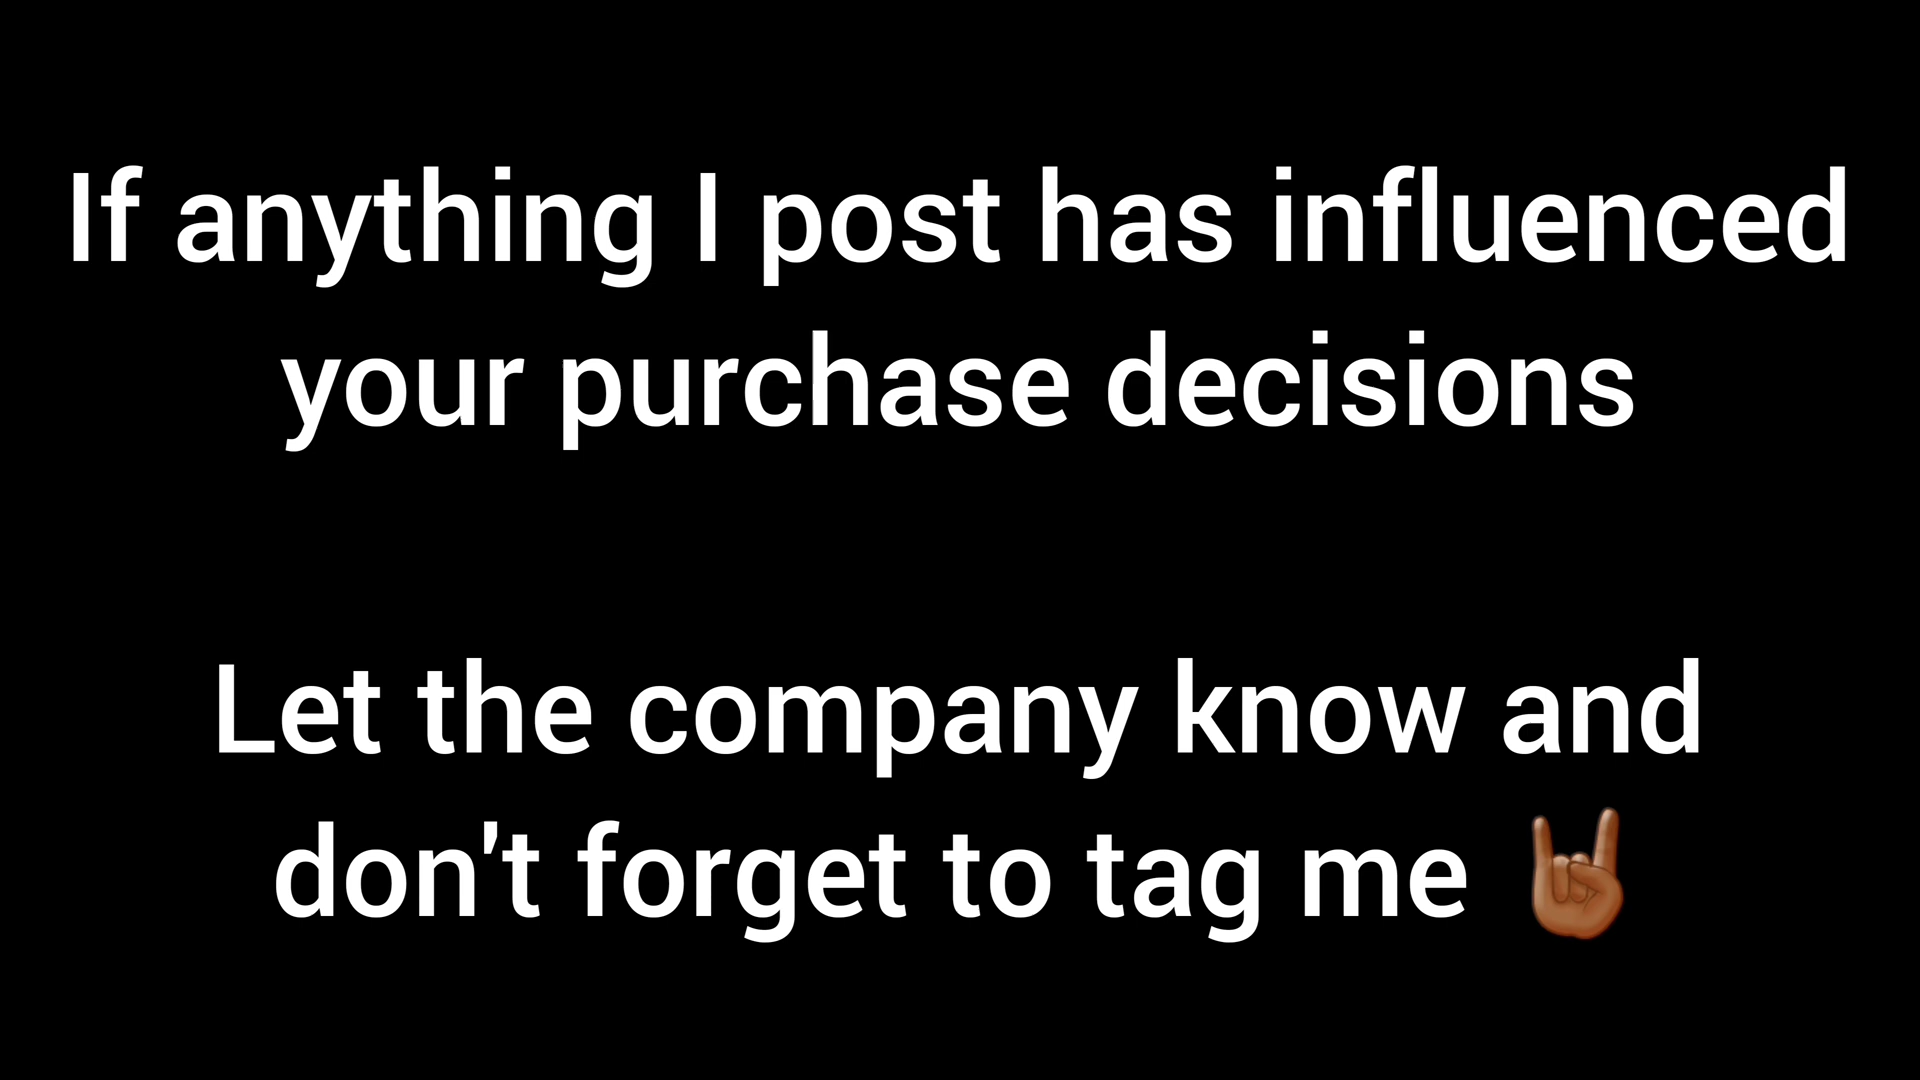 If anything I post has influenced
your purchase decisions
Let the company know and
don't forget to tag me 🤘🏾